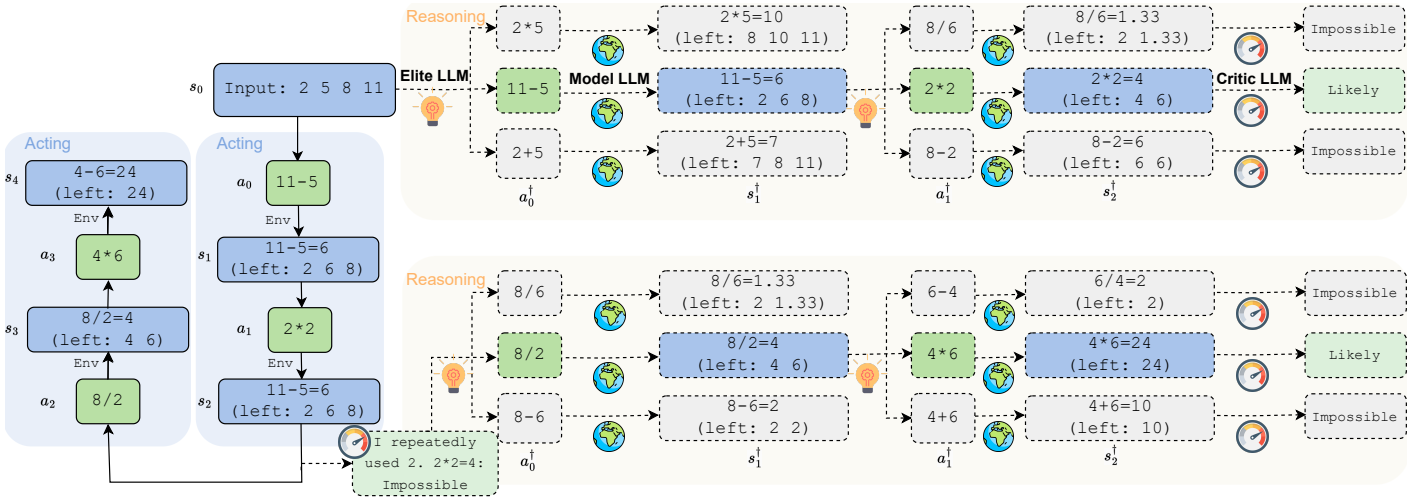 Reasoning
s₀
Input: 2 5 8 11
Elite LLM
2*5
11-5
2+5
a₀†
Model LLM
2*5=10
(left: 8 10 11)
11-5=6
(left: 2 6 8)
2+5=7
(left: 7 8 11)
s₁†
8/6
2*2
8-2
a₁†
8/6=1.33
(left: 2 1.33)
2*2=4
(left: 4 6)
8-2=6
(left: 6 6)
s₂†
Critic LLM
Impossible
Likely
Impossible
Acting
s₄
4-6=24
(left: 24)
Env
a₃
4*6
s₃
8/2=4
(left: 4 6)
Env
a₂
8/2
Acting
a₀
11-5
Env
s₁
11-5=6
(left: 2 6 8)
a₁
2*2
Env
s₂
11-5=6
(left: 2 6 8)
I repeatedly
used 2. 2*2=4:
Impossible
Reasoning
8/6
8/2
8-6
a₀†
8/6=1.33
(left: 2 1.33)
8/2=4
(left: 4 6)
8-6=2
(left: 2 2)
s₁†
6-4
4*6
4+6
a₁†
6/4=2
(left: 2)
4*6=24
(left: 24)
4+6=10
(left: 10)
s₂†
Impossible
Likely
Impossible